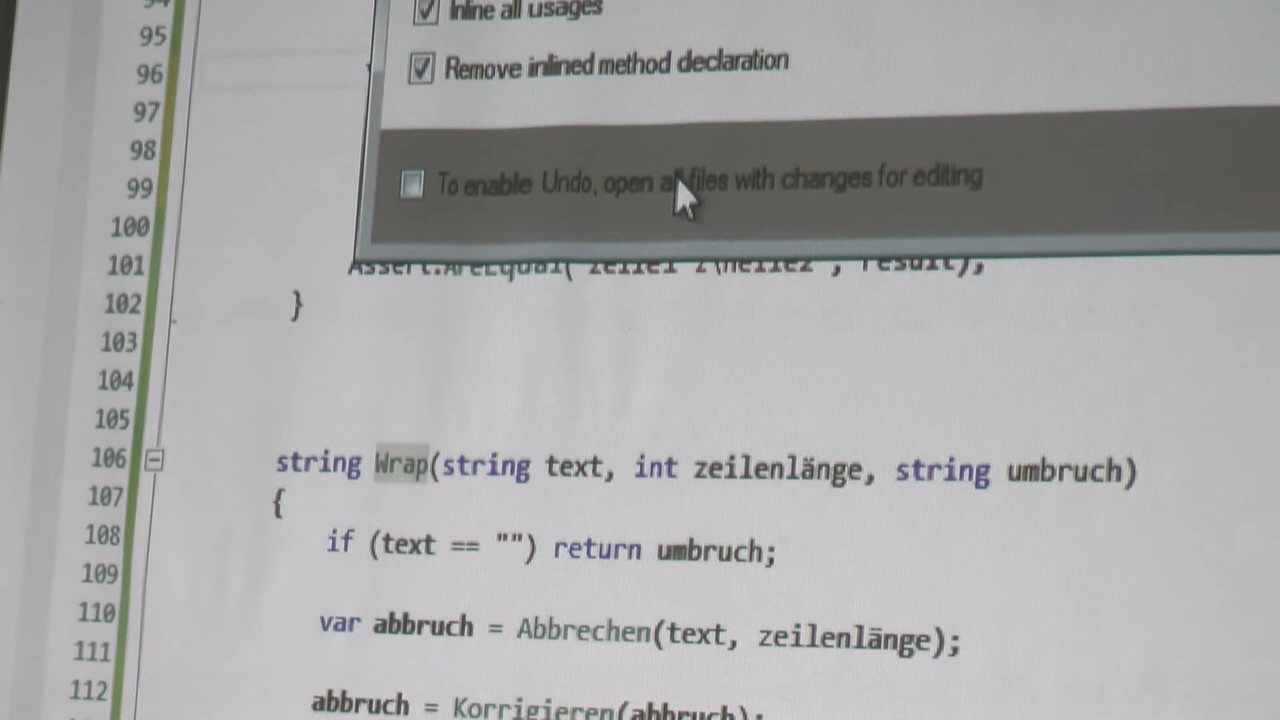 95
Inline all usages
96
Remove inlined method declaration
97
98
99
To enable Undo, open all files with changes for editing
100
101
102 }
103
104
105
106 string Wrap(string text, int zeilenlänge, string umbruch)
107 {
108 if (text == "") return umbruch;
109
110 var abbruch = Abbrechen(text, zeilenlänge);
111
112 abbruch = Korrigieren(abbruch);